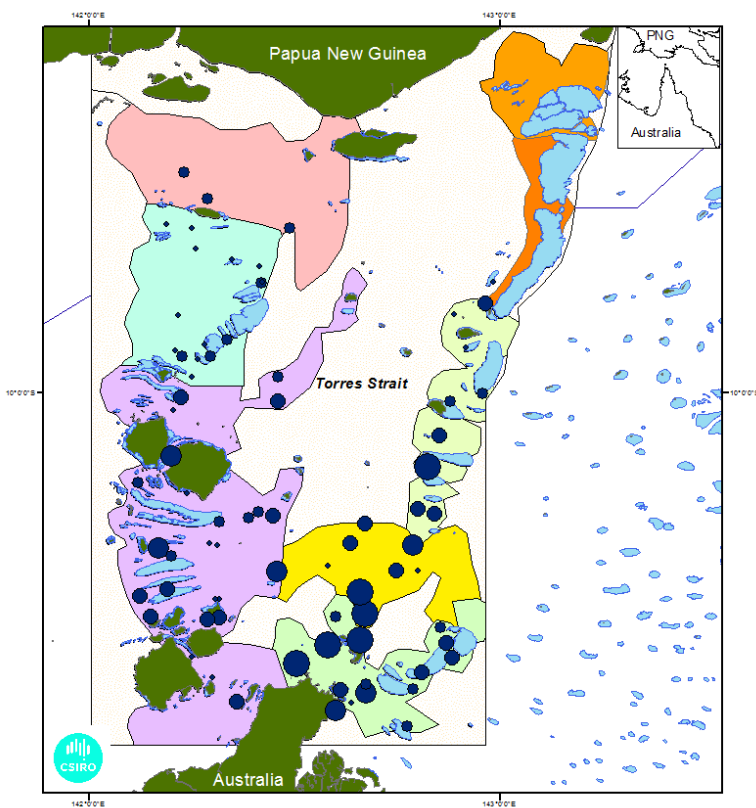 142°0'0"E
143°0'0"E
Papua New Guinea
PNG
Australia
10°0'0"S
Torres Strait
10°0'0"S
CSIRO
Australia
142°0'0"E
143°0'0"E